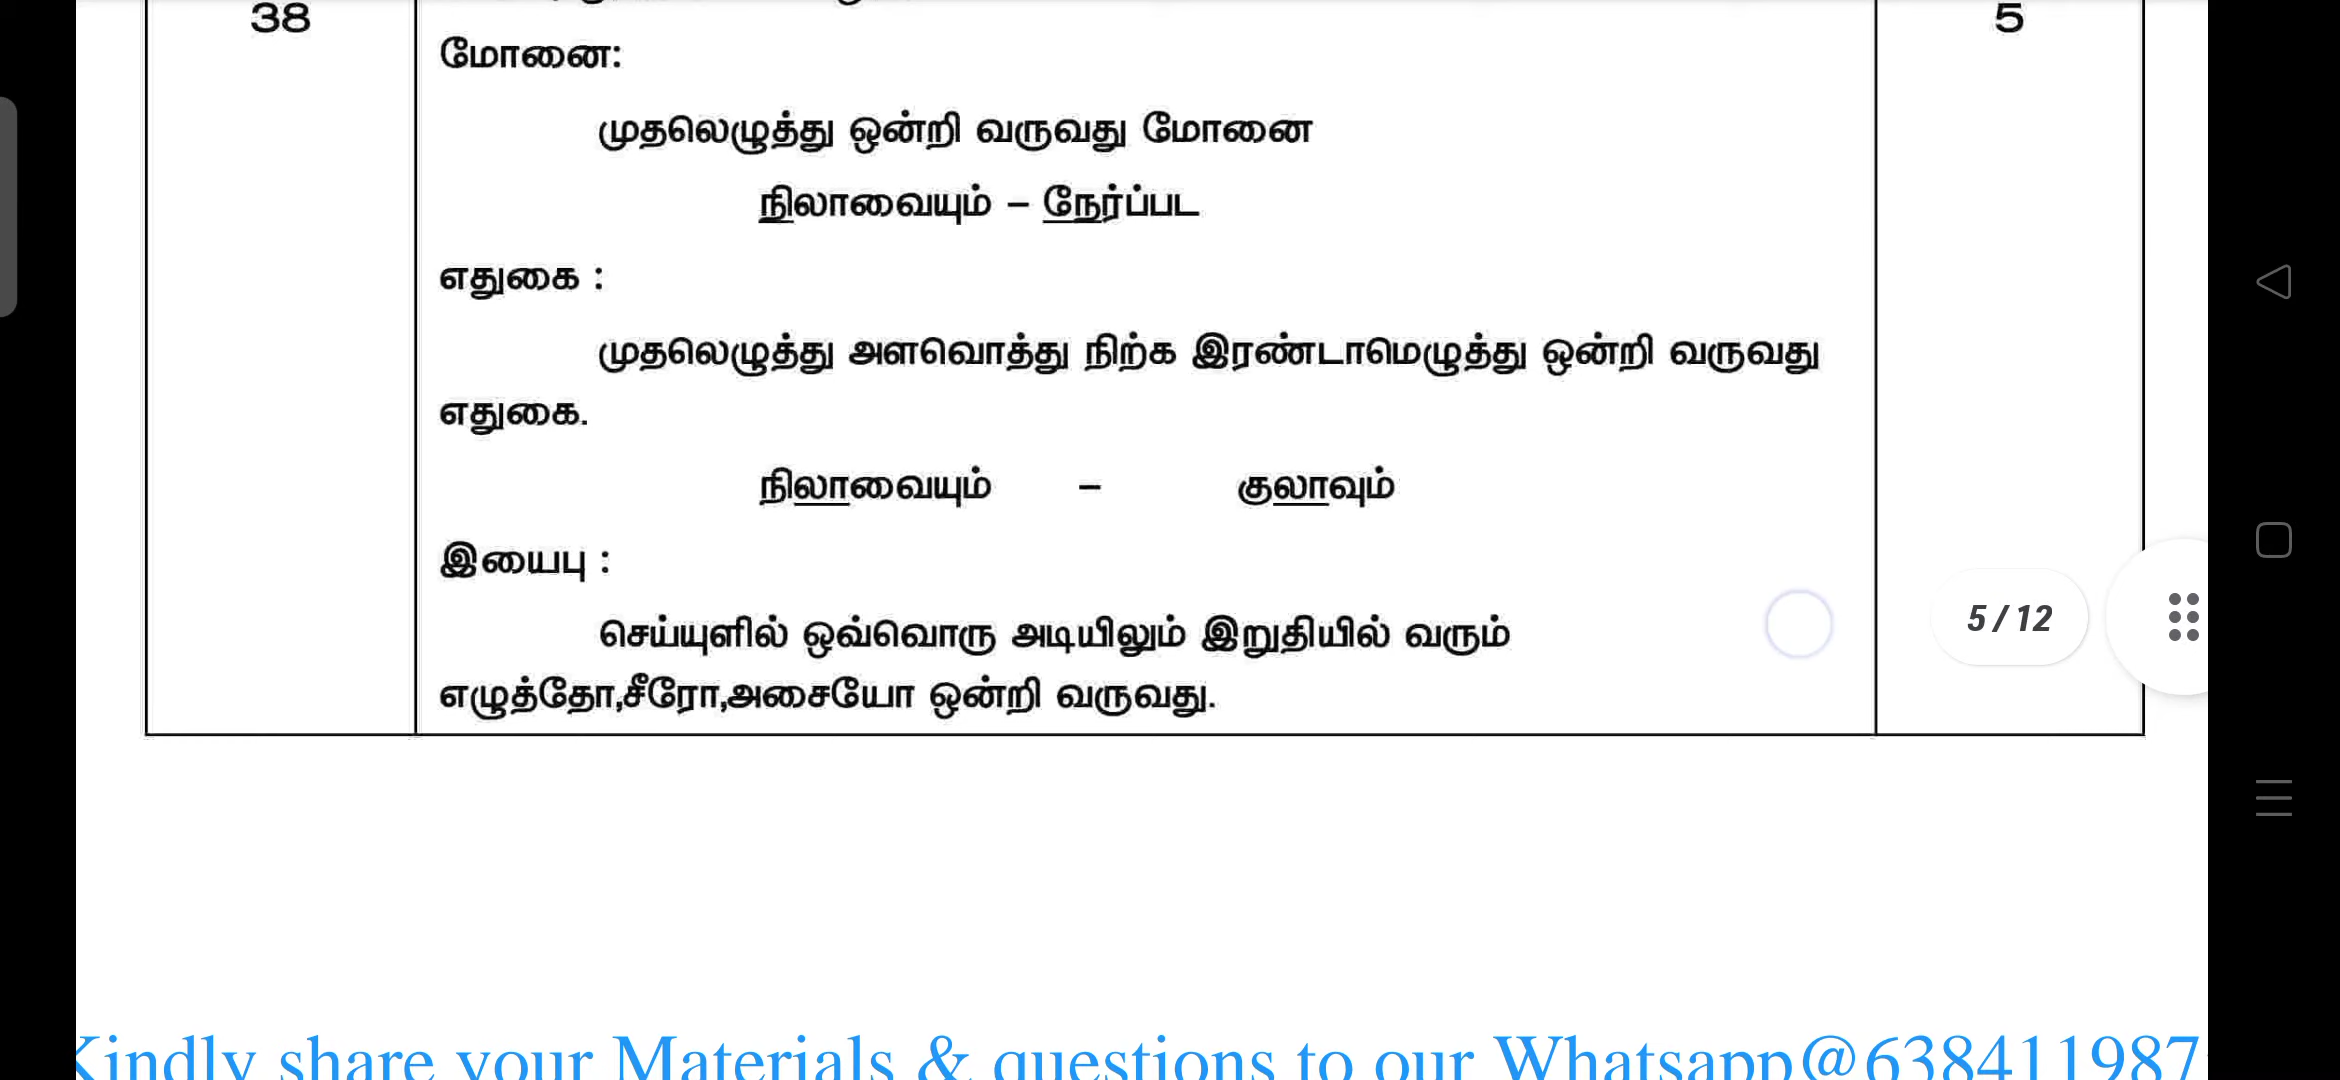 38
5
மோனை:
முதலெழுத்து ஒன்றி வருவது மோனை
நிலாவையும் – நேர்ப்பட
எதுகை :
முதலெழுத்து அளவொத்து நிற்க இரண்டாமெழுத்து ஒன்றி வருவது
எதுகை.
நிலாவையும் – குலாவும்
இயைபு :
செய்யுளில் ஒவ்வொரு அடியிலும் இறுதியில் வரும்
5 / 12
எழுத்தோ,சீரோ,அசையோ ஒன்றி வருவது.
Kindly share your Materials & questions to our Whatsapp@638411987